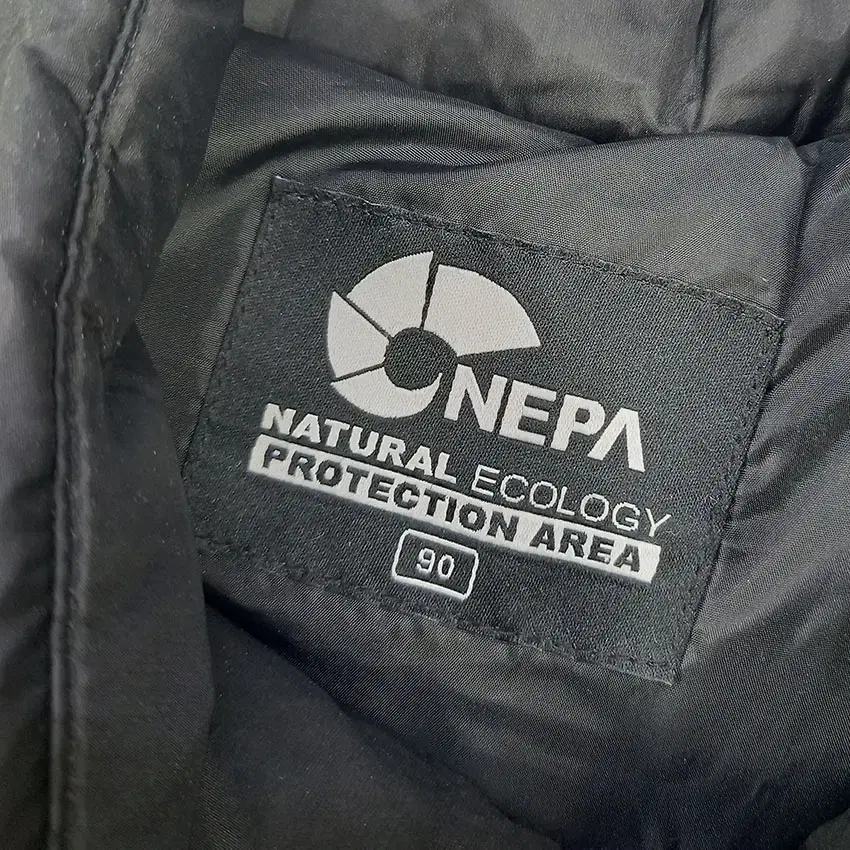 NEPA
NATURAL ECOLOGY
PROTECTION AREA
90